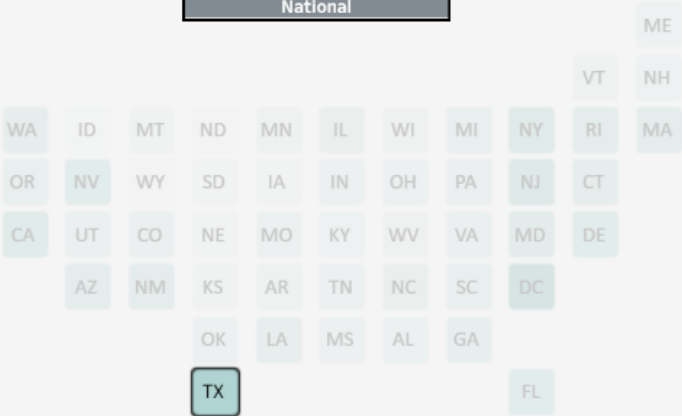 National
ME
VT NH
WA ID MT ND MN IL WI MI NY RI MA
OR NV WY SD IA IN OH PA NJ CT
CA UT CO NE MO KY WV VA MD DE
AZ NM KS AR TN NC SC DC
OK LA MS AL GA
TX FL